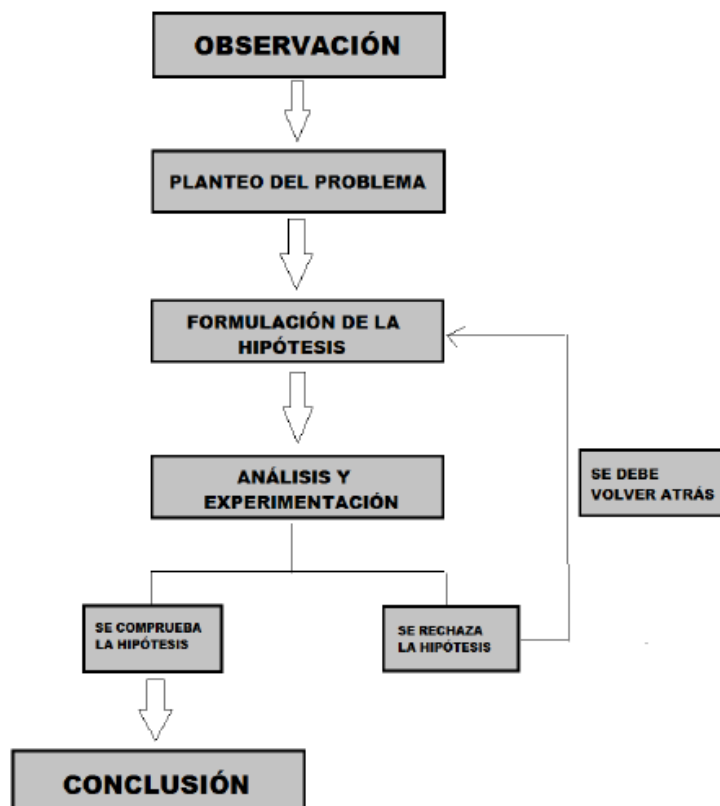 OBSERVACIÓN
PLANTEO DEL PROBLEMA
FORMULACIÓN DE LA
HIPÓTESIS
ANÁLISIS Y
EXPERIMENTACIÓN
SE DEBE
VOLVER ATRÁS
SE COMPRUEBA
LA HIPÓTESIS
SE RECHAZA
LA HIPÓTESIS
CONCLUSIÓN